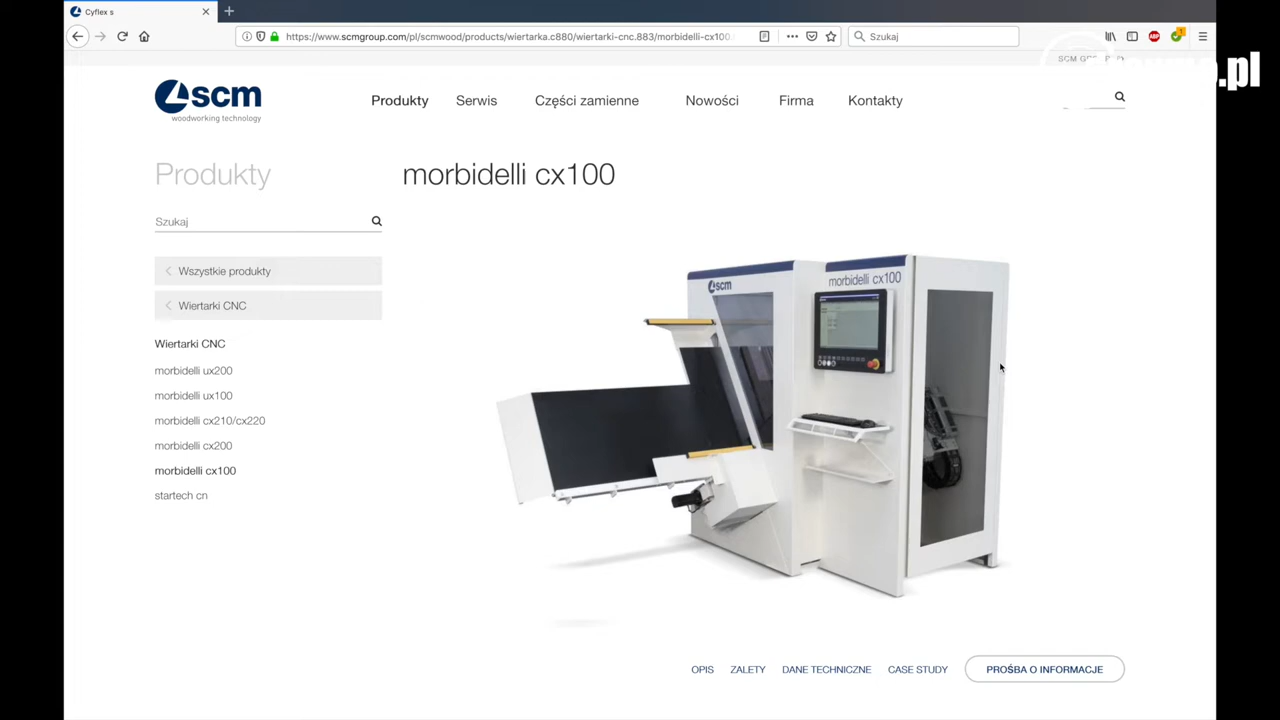 Cyflex s
https://www.scmgroup.com/pl/scmwood/products/wiertarka.c880/wiertarki-cnc.883/morbidelli-cx100.
Szukaj
.pl
scm
woodworking technology
Produkty
Serwis
Części zamienne
Nowości
Firma
Kontakty
Produkty
morbidelli cx100
Szukaj
Wszystkie produkty
Wiertarki CNC
Wiertarki CNC
morbidelli ux200
morbidelli ux100
morbidelli cx210/cx220
morbidelli cx200
morbidelli cx100
startech cn
scm
morbidelli cx100
OPIS
ZALETY
DANE TECHNICZNE
CASE STUDY
PROŚBA O INFORMACJE